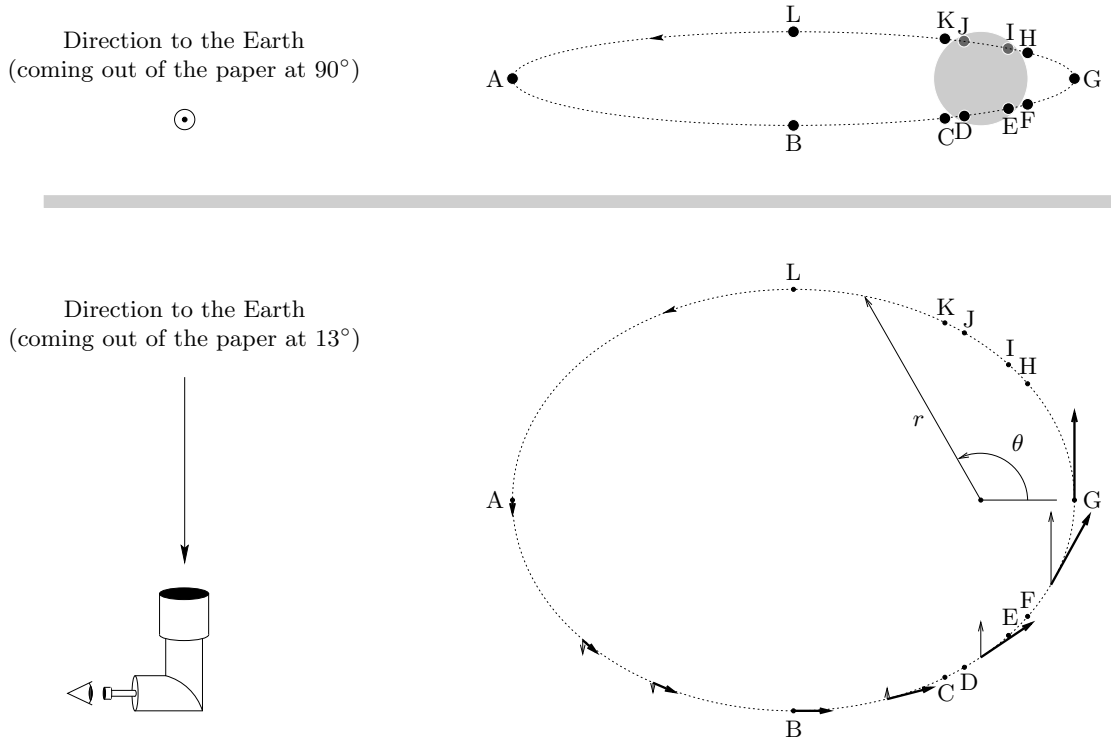 Direction to the Earth
(coming out of the paper at 90°)
A
L
B
K
J
I
H
G
C
D
E
F
Direction to the Earth
(coming out of the paper at 13°)
L
K
J
I
H
r
θ
A
G
F
E
D
C
B